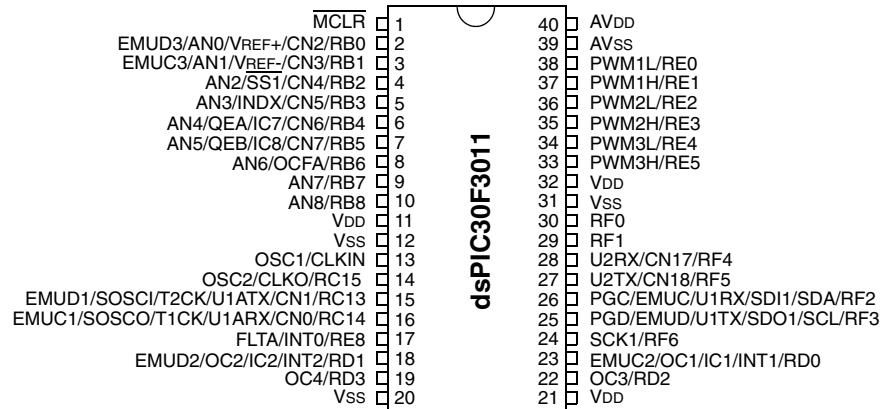 MCLR 1
EMUD3/AN0/VREF+/CN2/RB0 2
EMUC3/AN1/VREF-/CN3/RB1 3
AN2/SS1/CN4/RB2 4
AN3/INDX/CN5/RB3 5
AN4/QEA/IC7/CN6/RB4 6
AN5/QEB/IC8/CN7/RB5 7
AN6/OCFA/RB6 8
AN7/RB7 9
AN8/RB8 10
VDD 11
VSS 12
OSC1/CLKIN 13
OSC2/CLKO/RC15 14
EMUD1/SOSCI/T2CK/U1ATX/CN1/RC13 15
EMUC1/SOSCO/T1CK/U1ARX/CN0/RC14 16
FLTA/INT0/RE8 17
EMUD2/OC2/IC2/INT2/RD1 18
OC4/RD3 19
VSS 20
dsPIC30F3011
40 AVDD
39 AVSS
38 PWM1L/RE0
37 PWM1H/RE1
36 PWM2L/RE2
35 PWM2H/RE3
34 PWM3L/RE4
33 PWM3H/RE5
32 VDD
31 VSS
30 RF0
29 RF1
28 U2RX/CN17/RF4
27 U2TX/CN18/RF5
26 PGC/EMUC/U1RX/SDI1/SDA/RF2
25 PGD/EMUD/U1TX/SDO1/SCL/RF3
24 SCK1/RF6
23 EMUC2/OC1/IC1/INT1/RD0
22 OC3/RD2
21 VDD